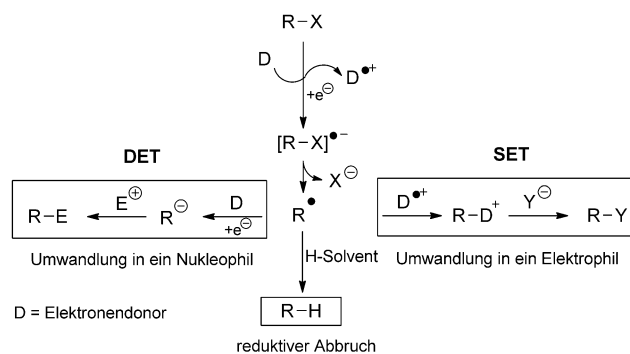 R–X
D
D●+
+e⊖
[R–X]●−
X⊖
DET
SET
R–E
E⊕
R⊖
D
+e⊖
R●
D●+
R–D+
Y⊖
R–Y
Umwandlung in ein Nukleophil
H-Solvent
Umwandlung in ein Elektrophil
D = Elektronendonor
R–H
reduktiver Abbruch